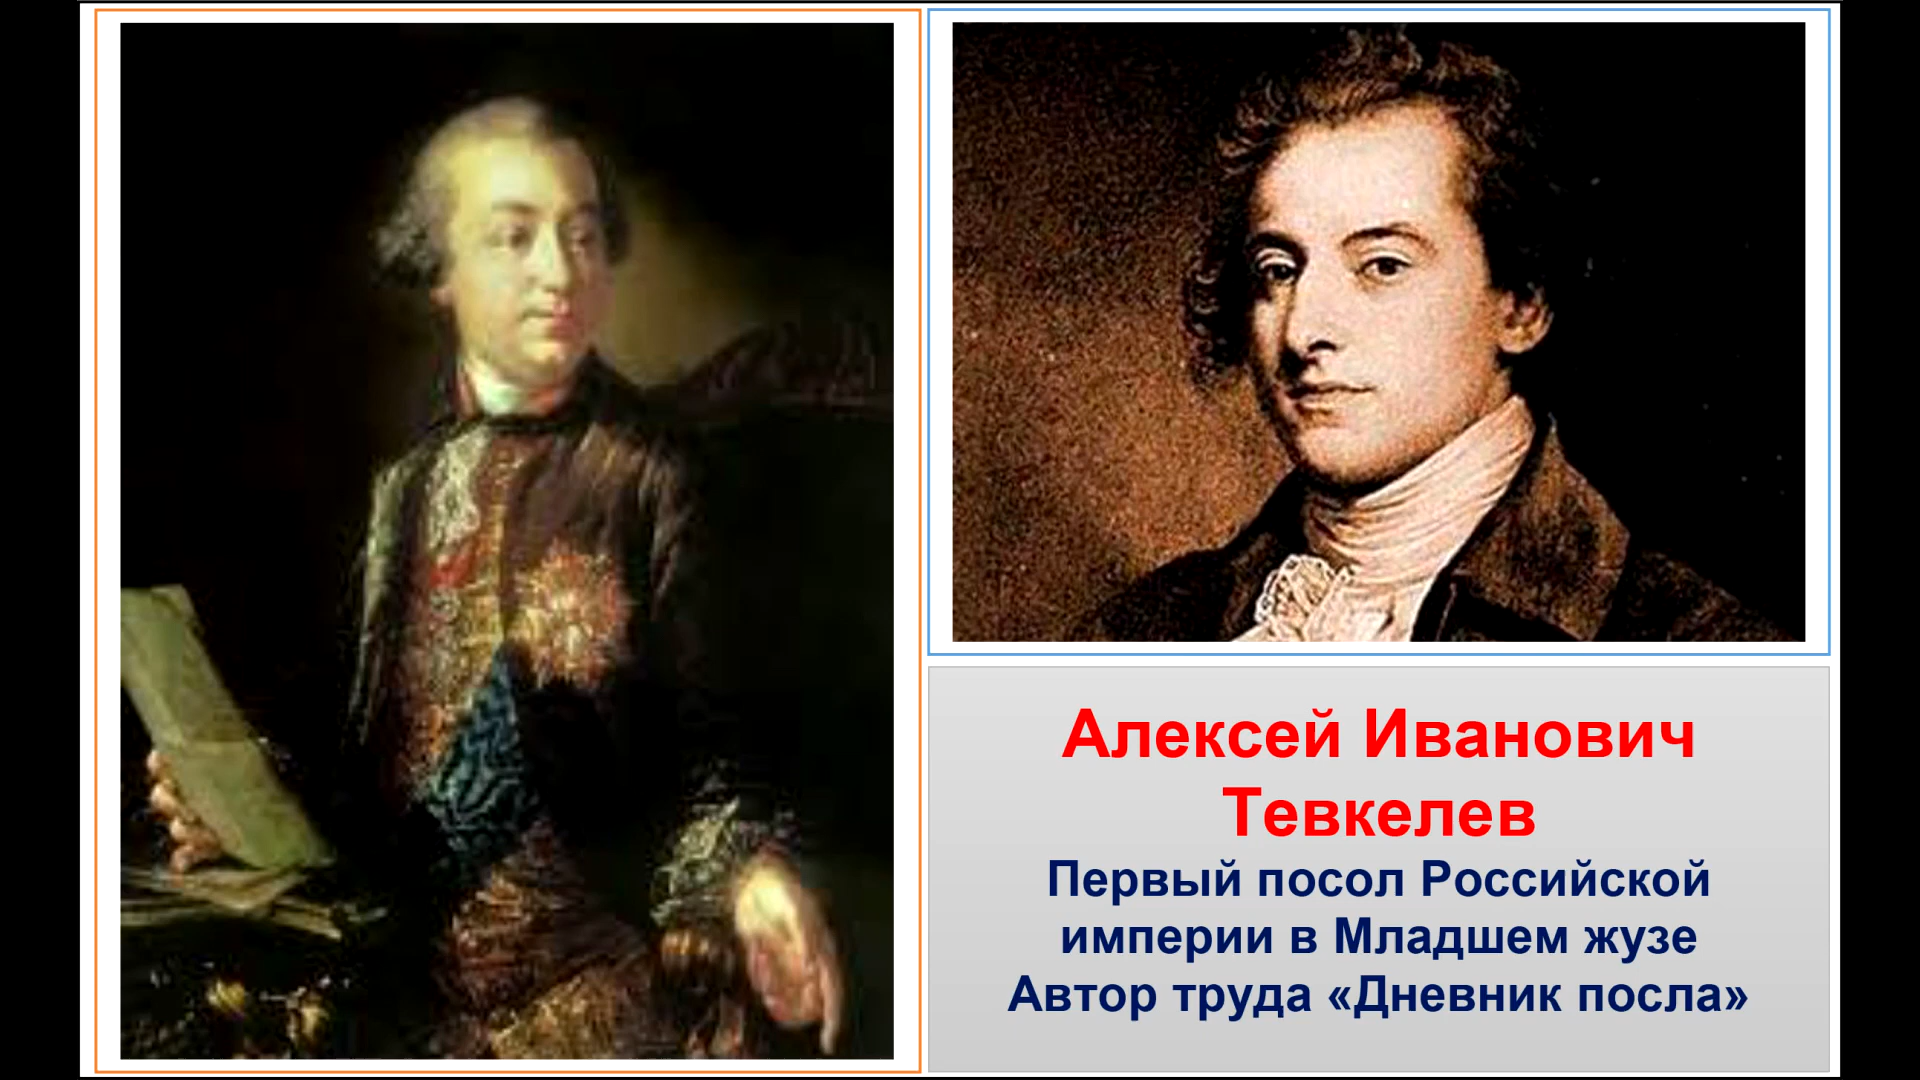 Алексей Иванович
Тевкелев
Первый посол Российской
империи в Младшем жузе
Автор труда «Дневник посла»